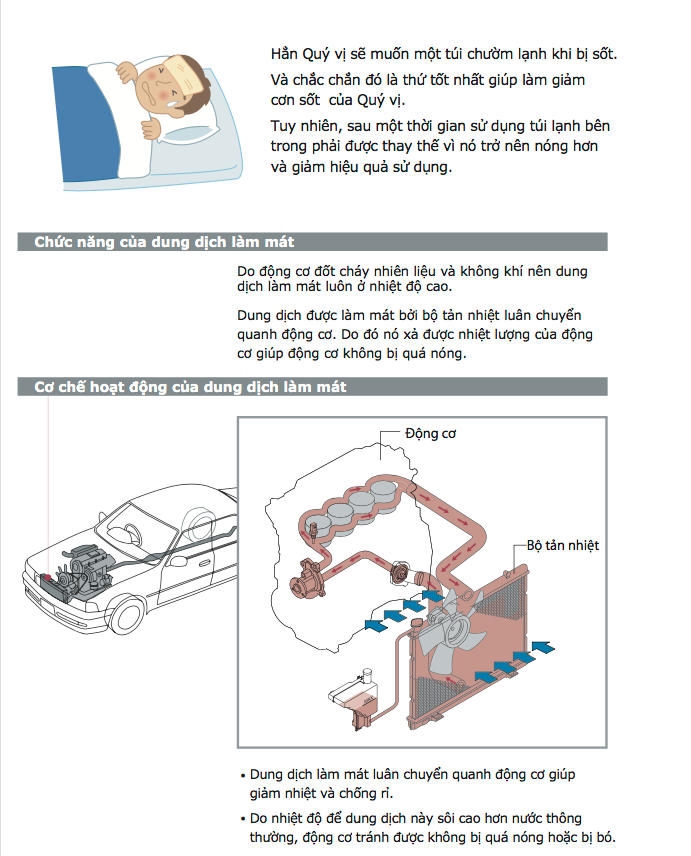 Hẳn Quý vị sẽ muốn một túi chườm lạnh khi bị sốt.
Và chắc chắn đó là thứ tốt nhất giúp làm giảm
cơn sốt của Quý vị.
Tuy nhiên, sau một thời gian sử dụng túi lạnh bên
trong phải được thay thế vì nó trở nên nóng hơn
và giảm hiệu quả sử dụng.
Chức năng của dung dịch làm mát
Do động cơ đốt cháy nhiên liệu và không khí nên dung
dịch làm mát luôn ở nhiệt độ cao.
Dung dịch được làm mát bởi bộ tản nhiệt luân chuyển
quanh động cơ. Do đó nó xả được nhiệt lượng của động
cơ giúp động cơ không bị quá nóng.
Cơ chế hoạt động của dung dịch làm mát
Động cơ
Bộ tản nhiệt
• Dung dịch làm mát luân chuyển quanh động cơ giúp
giảm nhiệt và chống rỉ.
• Do nhiệt độ để dung dịch này sôi cao hơn nước thông
thường, động cơ tránh được không bị quá nóng hoặc bị bó.